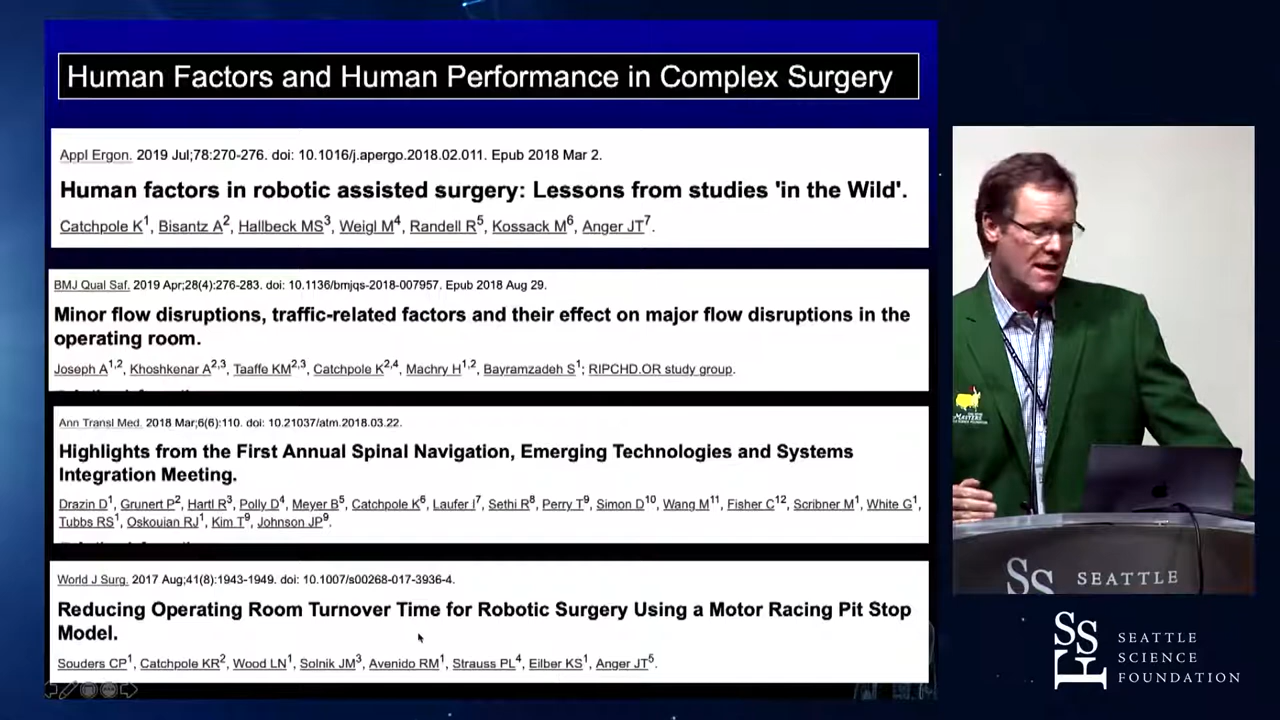 Human Factors and Human Performance in Complex Surgery
Appl Ergon. 2019 Jul;78:270-276. doi: 10.1016/j.apergo.2018.02.011. Epub 2018 Mar 2.
Human factors in robotic assisted surgery: Lessons from studies 'in the Wild'.
Catchpole K1, Bisantz A2, Hallbeck MS3, Weigl M4, Randell R5, Kossack M6, Anger JT7.
BMJ Qual Saf. 2019 Apr;28(4):276-283. doi: 10.1136/bmjqs-2018-007957. Epub 2018 Aug 29.
Minor flow disruptions, traffic-related factors and their effect on major flow disruptions in the
operating room.
Joseph A1,2, Khoshkenar A2,3, Taaffe KM2,3, Catchpole K2,4, Machry H1,2, Bayramzadeh S1; RIPCHD.OR study group.
Ann Transl Med. 2018 Mar;6(6):110. doi: 10.21037/atm.2018.03.22.
Highlights from the First Annual Spinal Navigation, Emerging Technologies and Systems
Integration Meeting.
Drazin D1, Grunert P2, Hartl R3, Polly D4, Meyer B5, Catchpole K6, Laufer I7, Sethi R8, Perry T9, Simon D10, Wang M11, Fisher C12, Scribner M1, White G1,
Tubbs RS1, Oskouian RJ1, Kim T9, Johnson JP9.
World J Surg. 2017 Aug;41(8):1943-1949. doi: 10.1007/s00268-017-3936-4.
Reducing Operating Room Turnover Time for Robotic Surgery Using a Motor Racing Pit Stop
Model.
Souders CP1, Catchpole KR2, Wood LN1, Solnik JM3, Avenido RM1, Strauss PL4, Eilber KS1, Anger JT5.
MASTERS
SS SEATTLE
SSF
SEATTLE
SCIENCE
FOUNDATION